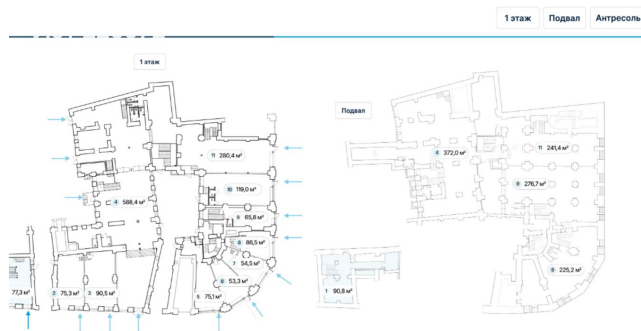 1 этаж Подвал Антресоль
1 этаж
Подвал
11 280,4 м²
10 119,0 м²
9 65,8 м²
8 86,5 м²
7 54,5 м²
6 53,3 м²
5 75,1 м²
4 588,4 м²
3 90,5 м²
2 75,3 м²
77,3 м²
4 372,0 м²
11 241,4 м²
9 276,7 м²
225,2 м²
1 90,8 м²